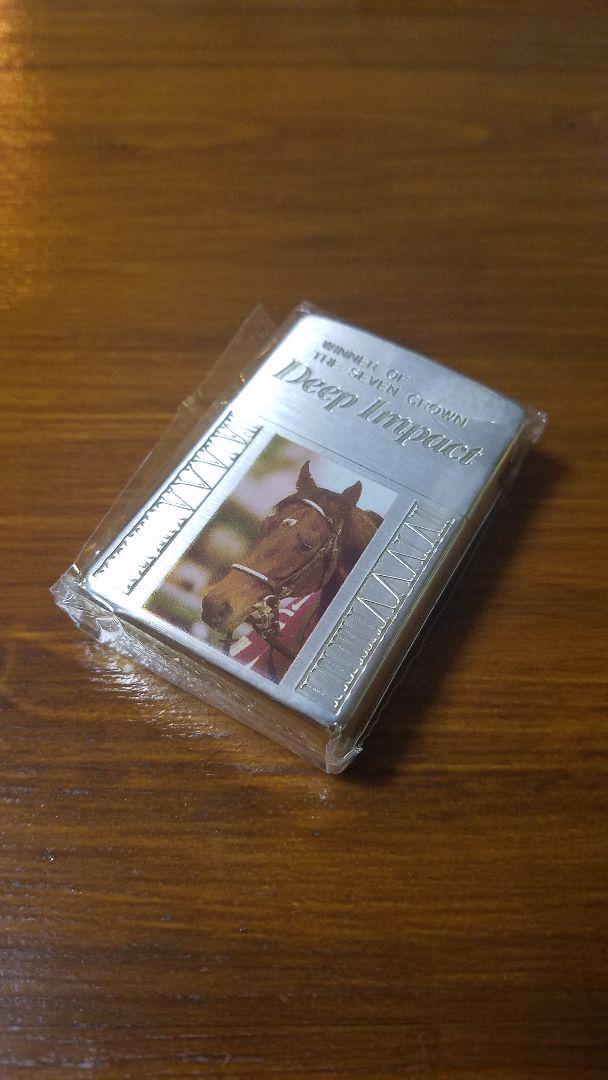 WINNER OF
THE SEVEN CROWN
Deep Impact